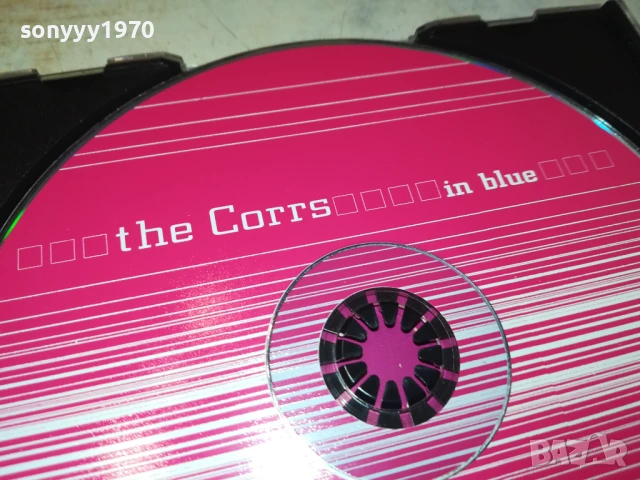 sonyyy1970
□□□the Corrs□□□□in blue□□□
BAZAR